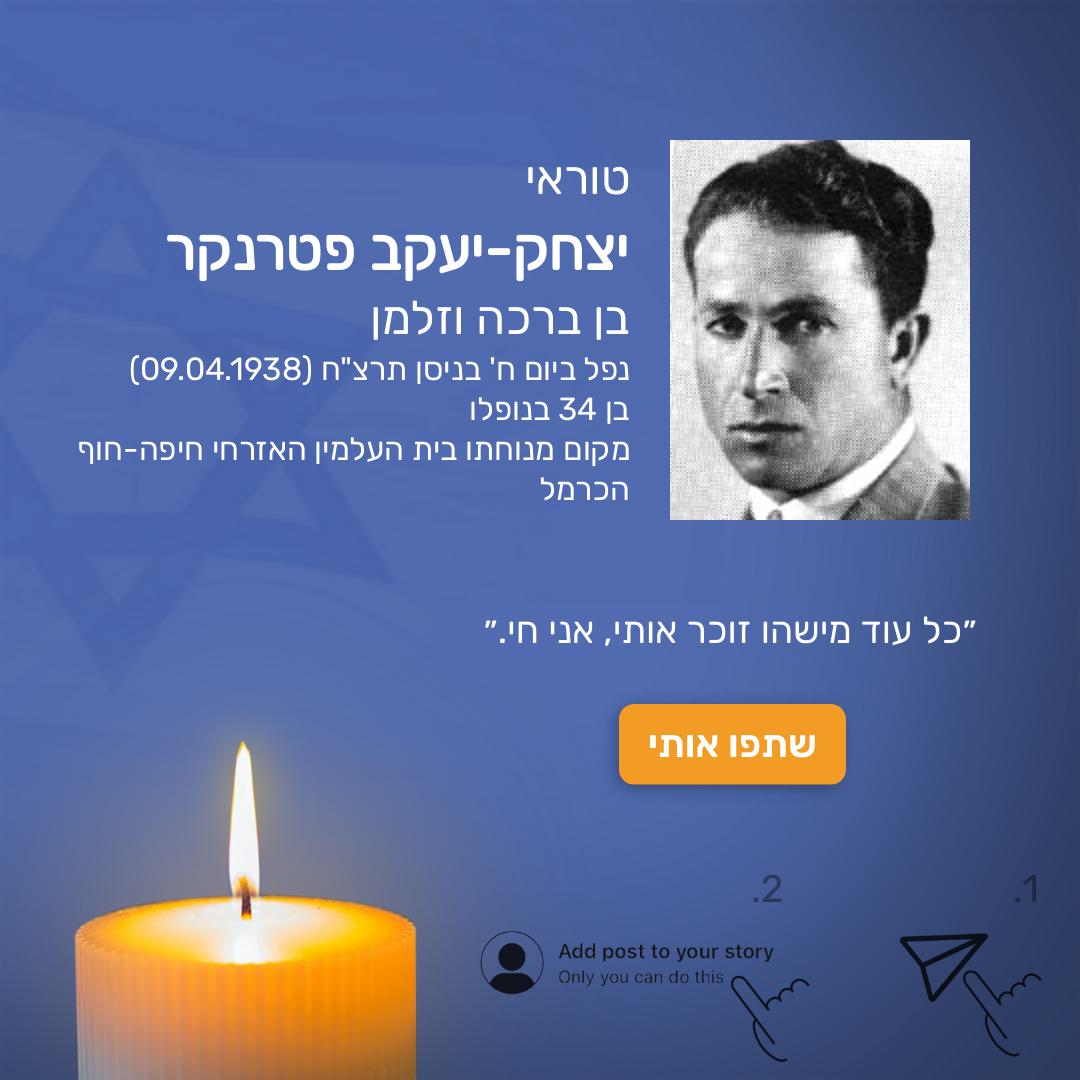 טוראי
יצחק-יעקב פטרנקר
בן ברכה וזלמן
נפל ביום ח' בניסן תרצ"ח (09.04.1938)
בן 34 בנופלו
מקום מנוחתו בית העלמין האזרחי חיפה-חוף
הכרמל
״כל עוד מישהו זוכר אותי, אני חי.״
שתפו אותי
1.
2.
Add post to your story
Only you can do this